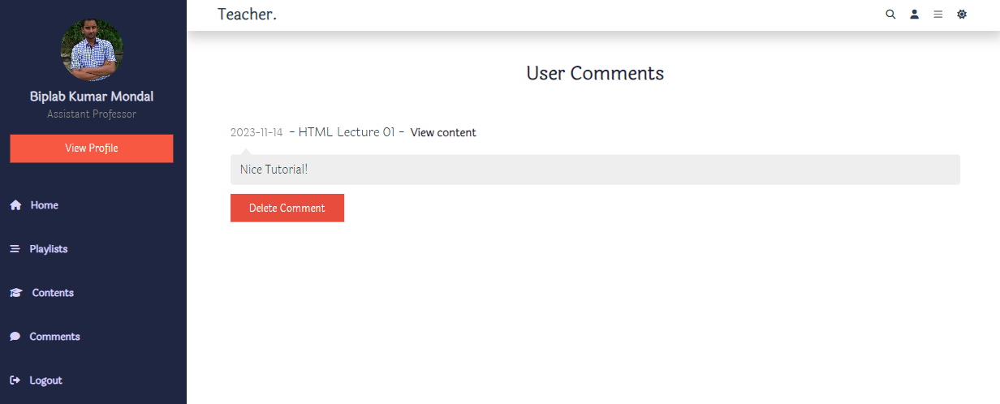 Teacher.
Biplab Kumar Mondal
Assistant Professor
View Profile
Home
Playlists
Contents
Comments
Logout
User Comments
2023-11-14 - HTML Lecture 01 - View content
Nice Tutorial!
Delete Comment